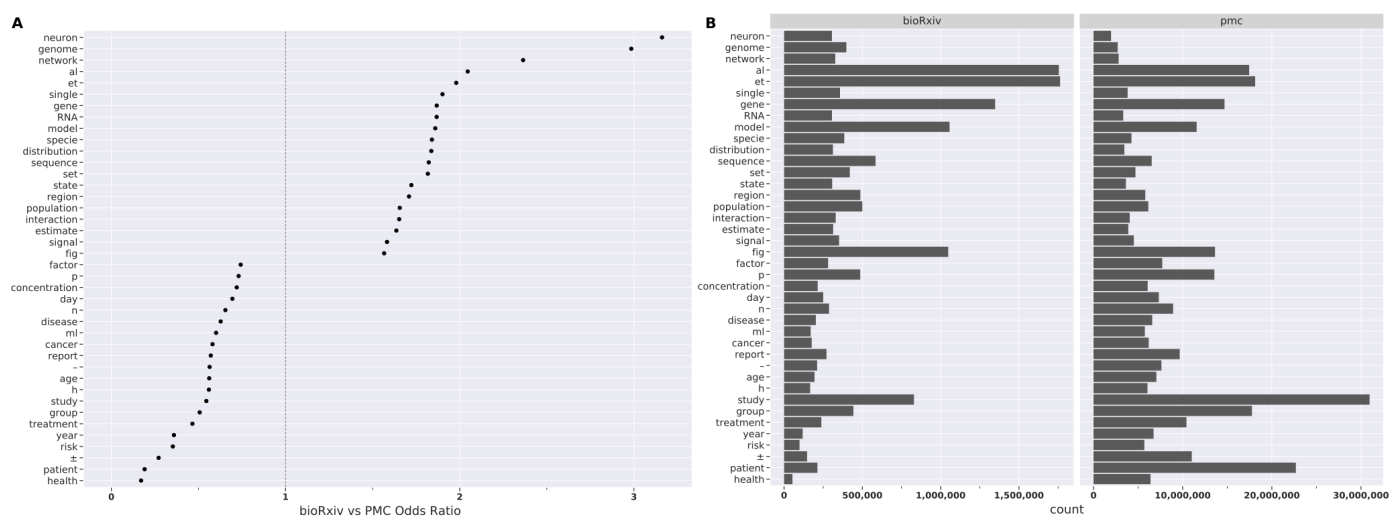 A
neuron
genome
network
al
et
single
gene
RNA
model
specie
distribution
sequence
set
state
region
population
interaction
estimate
signal
fig
factor
p
concentration
day
n
disease
ml
cancer
report
–
age
h
study
group
treatment
year
risk
±
patient
health
0 1 2 3
bioRxiv vs PMC Odds Ratio
B
bioRxiv pmc
neuron
genome
network
al
et
single
gene
RNA
model
specie
distribution
sequence
set
state
region
population
interaction
estimate
signal
fig
factor
p
concentration
day
n
disease
ml
cancer
report
–
age
h
study
group
treatment
year
risk
±
patient
health
0 500,000 1,000,000 1,500,000 0 10,000,000 20,000,000 30,000,000
count